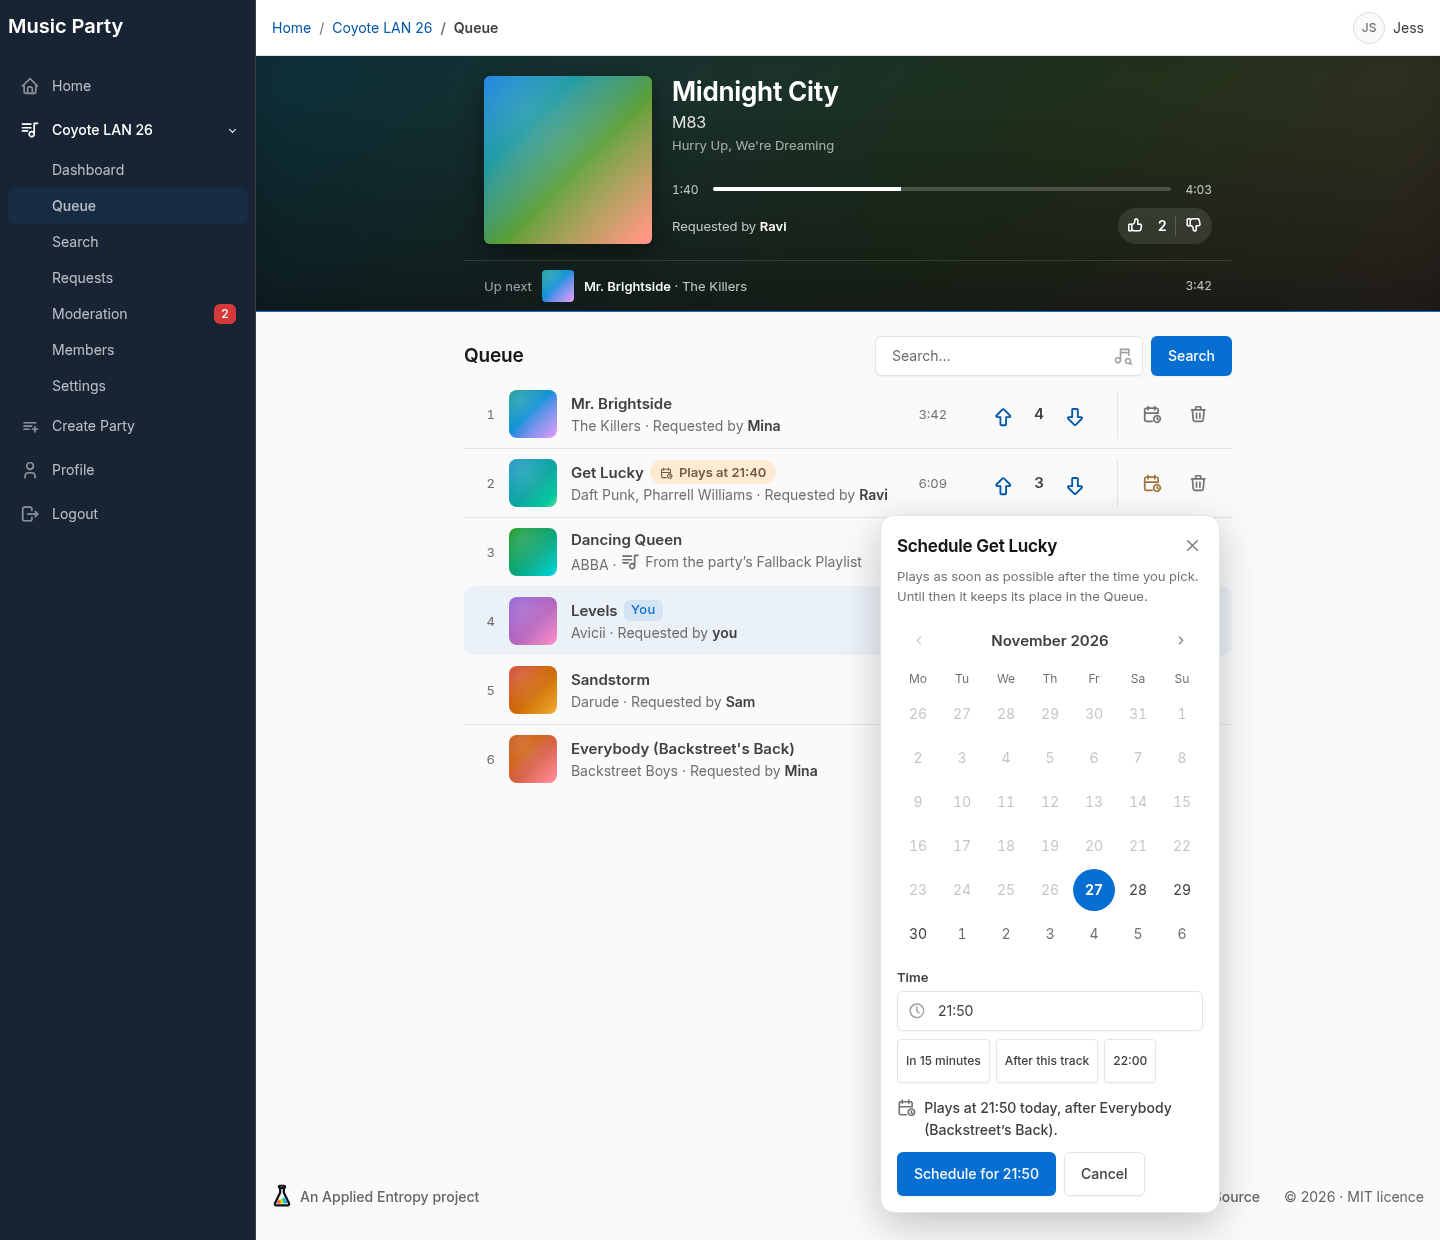 Music Party
Home
Coyote LAN 26
Dashboard
Queue
Search
Requests
Moderation 2
Members
Settings
Create Party
Profile
Logout
Home / Coyote LAN 26 / Queue
JS Jess
Midnight City
M83
Hurry Up, We're Dreaming
1:40 4:03
Requested by Ravi 2
Up next Mr. Brightside · The Killers 3:42
Queue Search... Search
1 Mr. Brightside 3:42 4
The Killers · Requested by Mina
2 Get Lucky Plays at 21:40 6:09 3
Daft Punk, Pharrell Williams · Requested by Ravi
3 Dancing Queen
ABBA · From the party’s Fallback Playlist
4 Levels You
Avicii · Requested by you
5 Sandstorm
Darude · Requested by Sam
6 Everybody (Backstreet's Back)
Backstreet Boys · Requested by Mina
Schedule Get Lucky
Plays as soon as possible after the time you pick.
Until then it keeps its place in the Queue.
November 2026
Mo Tu We Th Fr Sa Su
26 27 28 29 30 31 1
2 3 4 5 6 7 8
9 10 11 12 13 14 15
16 17 18 19 20 21 22
23 24 25 26 27 28 29
30 1 2 3 4 5 6
Time
21:50
In 15 minutes After this track 22:00
Plays at 21:50 today, after Everybody
(Backstreet’s Back).
Schedule for 21:50 Cancel
An Applied Entropy project
© 2026 · MIT licence